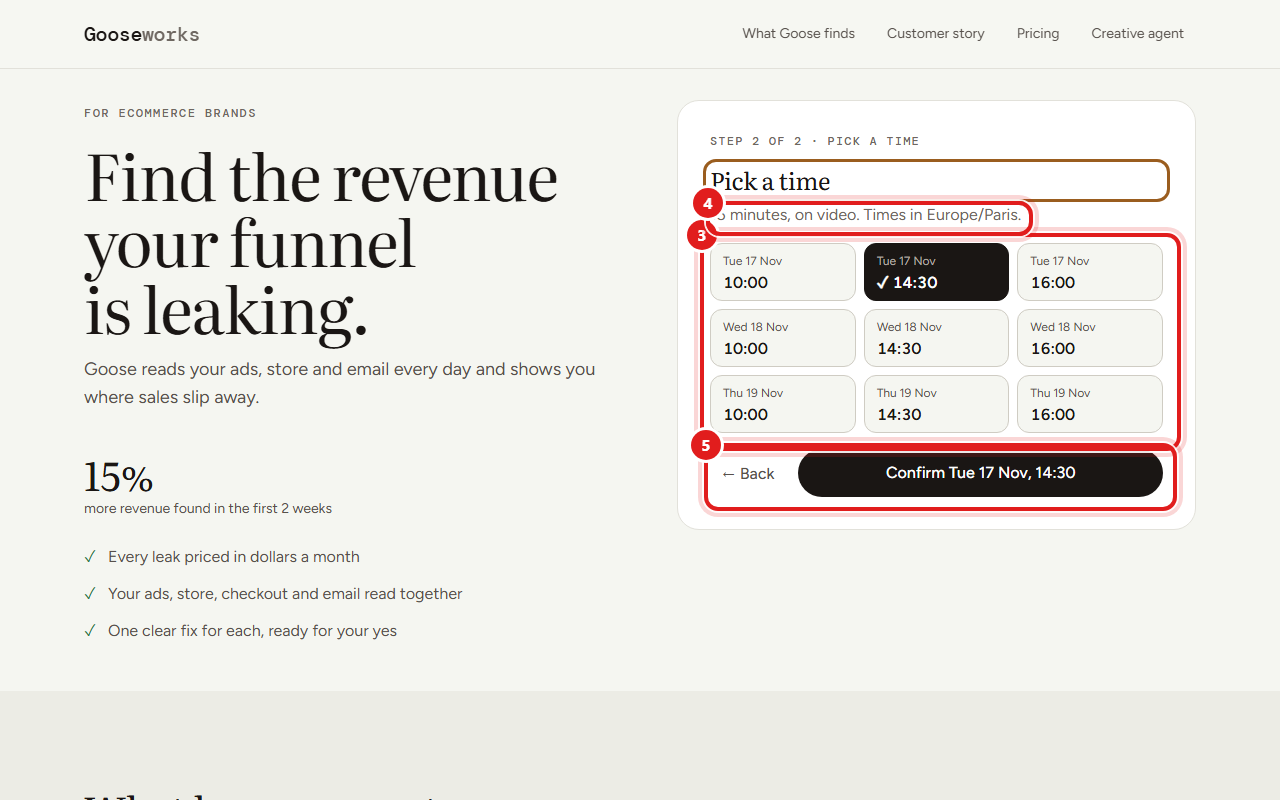 Gooseworks
What Goose finds
Customer story
Pricing
Creative agent
FOR ECOMMERCE BRANDS
Find the revenue
your funnel
is leaking.
Goose reads your ads, store and email every day and shows you
where sales slip away.
15%
more revenue found in the first 2 weeks
✓ Every leak priced in dollars a month
✓ Your ads, store, checkout and email read together
✓ One clear fix for each, ready for your yes
STEP 2 OF 2 · PICK A TIME
Pick a time
4
minutes, on video. Times in Europe/Paris.
3
Tue 17 Nov
10:00
Tue 17 Nov
✓ 14:30
Tue 17 Nov
16:00
Wed 18 Nov
10:00
Wed 18 Nov
14:30
Wed 18 Nov
16:00
Thu 19 Nov
10:00
Thu 19 Nov
14:30
Thu 19 Nov
16:00
5
← Back
Confirm Tue 17 Nov, 14:30